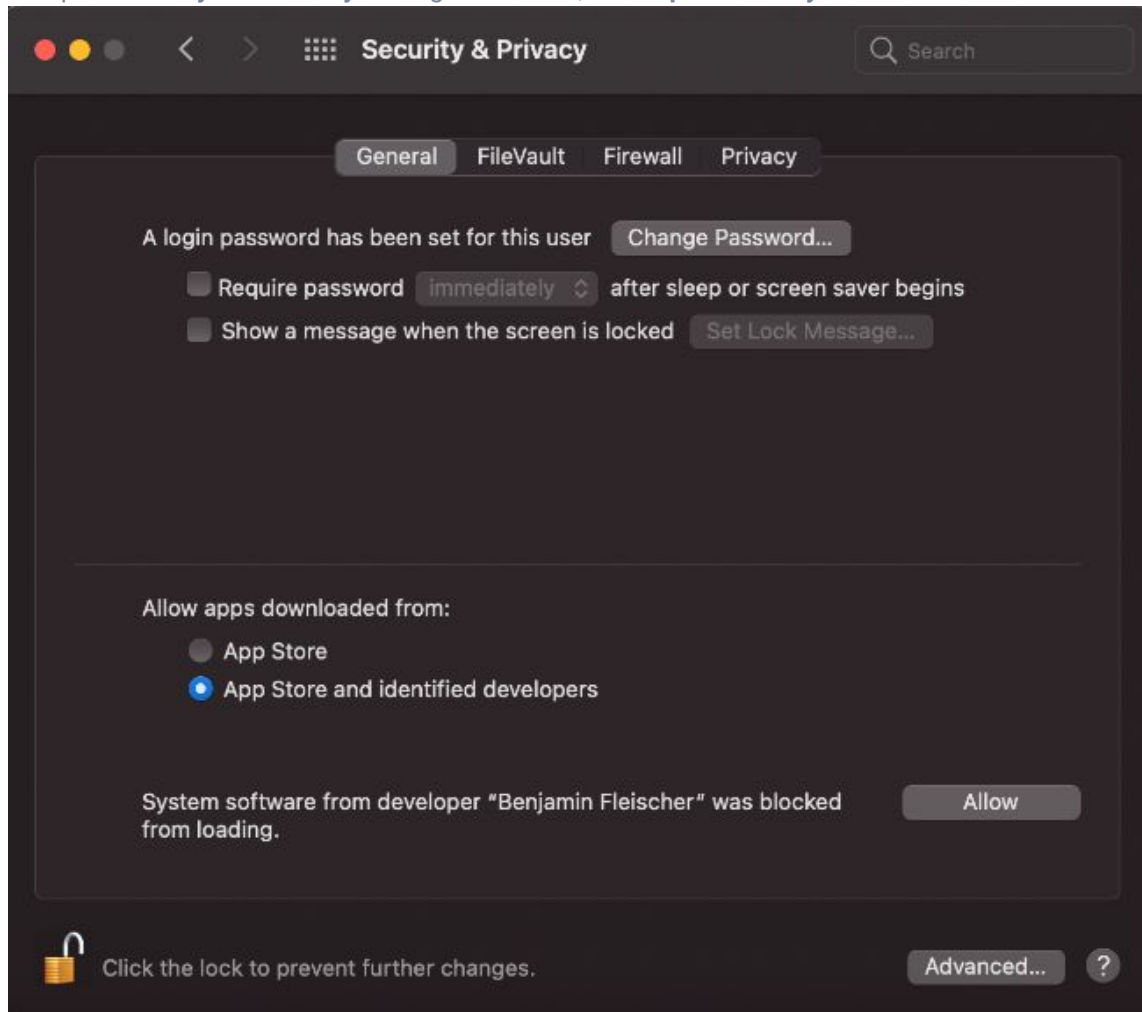 Security & Privacy
Search
General FileVault Firewall Privacy
A login password has been set for this user Change Password...
Require password immediately after sleep or screen saver begins
Show a message when the screen is locked Set Lock Message...
Allow apps downloaded from:
App Store
App Store and identified developers
System software from developer "Benjamin Fleischer" was blocked Allow
from loading.
Click the lock to prevent further changes. Advanced... ?